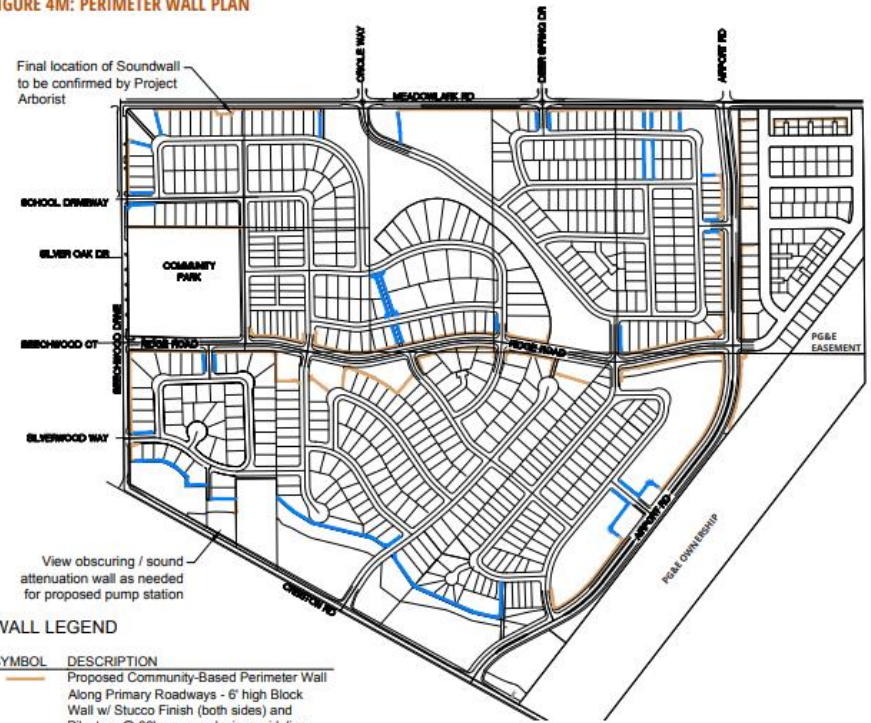 FIGURE 4M: PERIMETER WALL PLAN
Final location of Soundwall
to be confirmed by Project
Arborist
ORIOLE WAY
DEER SPRING DR
AIRPORT RD
MEADOWLARK RD
SCHOOL DRIVEWAY
SILVER OAK DR
COMMUNITY
PARK
BEECHWOOD DRIVE
BEECHWOOD CT
RIDGE ROAD
RIDGE ROAD
PG&E
EASEMENT
SILVERWOOD WAY
AIRPORT RD
PG&E OWNERSHIP
View obscuring / sound
attenuation wall as needed
for proposed pump station
CRESTON RD
WALL LEGEND
SYMBOL DESCRIPTION
Proposed Community-Based Perimeter Wall
Along Primary Roadways - 6' high Block
Wall w/ Stucco Finish (both sides) and